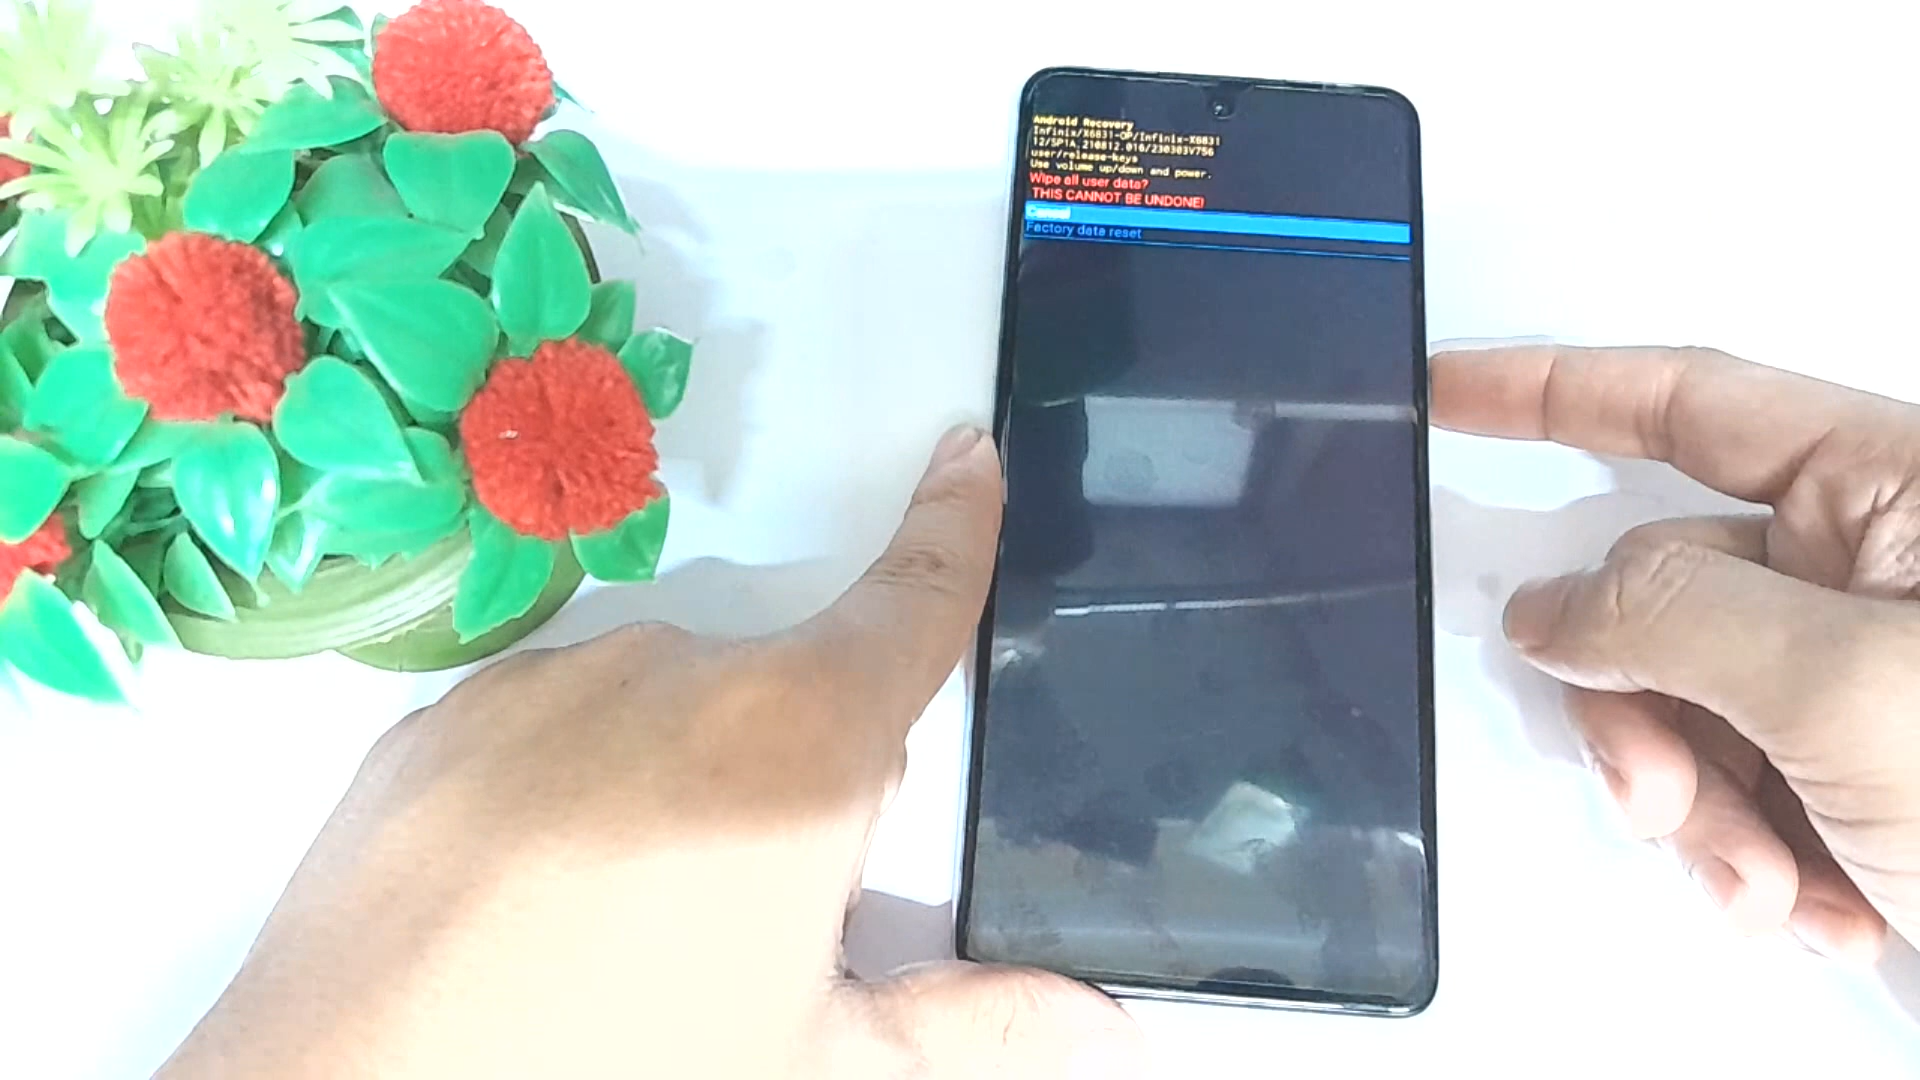 Android Recovery
Infinix/X6831-OP/Infinix-X6831
12/SP1A.210812.016/230303V756
user/release-keys
Use volume up/down and power.
Wipe all user data?
THIS CANNOT BE UNDONE!
Cancel
Factory data reset